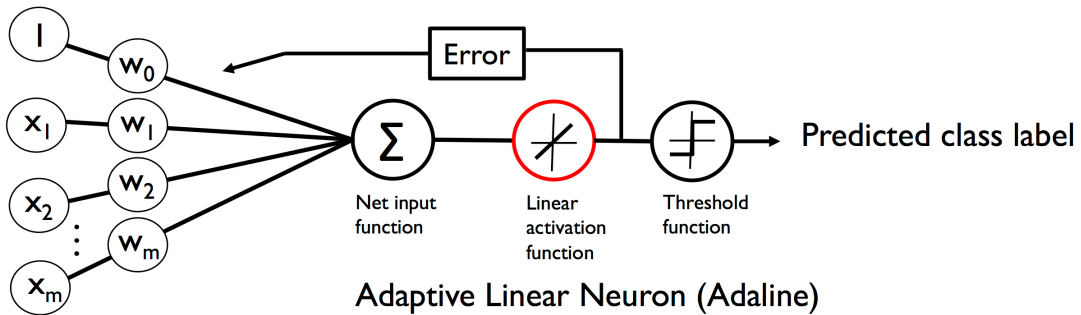 1
w0
Error
x1
w1
Σ
Predicted class label
x2
w2
⋮
wm
xm
Net input
function
Linear
activation
function
Threshold
function
Adaptive Linear Neuron (Adaline)